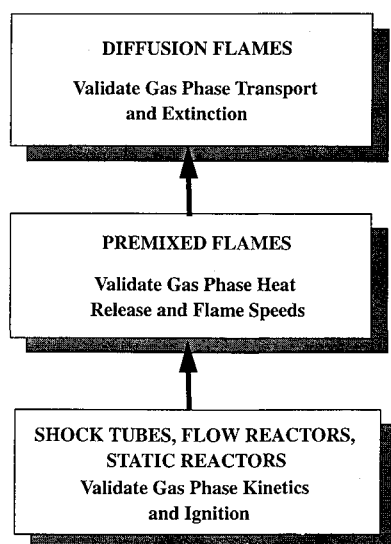 DIFFUSION FLAMES
Validate Gas Phase Transport
and Extinction
PREMIXED FLAMES
Validate Gas Phase Heat
Release and Flame Speeds
SHOCK TUBES, FLOW REACTORS,
STATIC REACTORS
Validate Gas Phase Kinetics
and Ignition